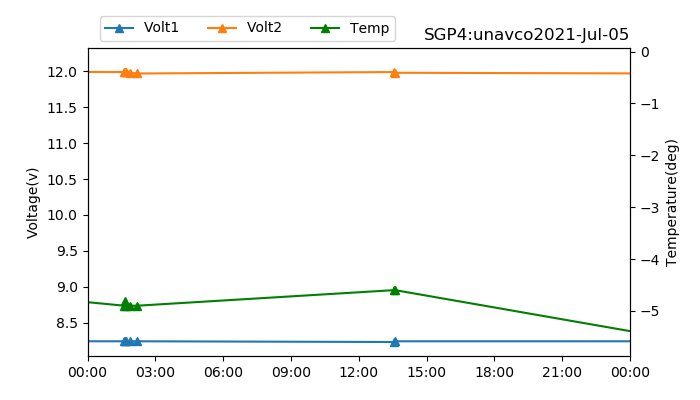 Volt1 Volt2 Temp
SGP4:unavco2021-Jul-05
12.0
11.5
11.0
10.5
10.0
9.5
9.0
8.5
Voltage(v)
0
−1
−2
−3
−4
−5
Temperature(deg)
00:00 03:00 06:00 09:00 12:00 15:00 18:00 21:00 00:00